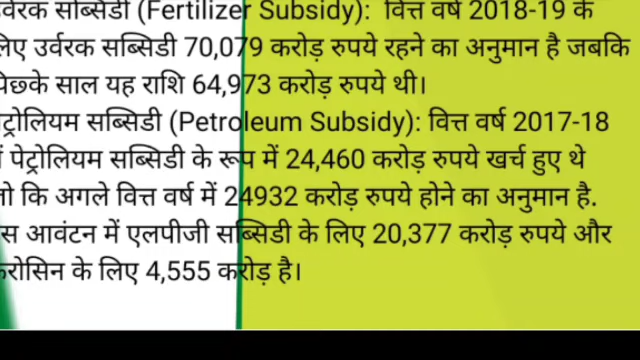 र्वरक सब्सिडी (Fertilizer Subsidy): वित्त वर्ष 2018-19 के
लिए उर्वरक सब्सिडी 70,079 करोड़ रुपये रहने का अनुमान है जबकि
पिछ्के साल यह राशि 64,973 करोड़ रुपये थी।
ट्रोलियम सब्सिडी (Petroleum Subsidy): वित्त वर्ष 2017-18
में पेट्रोलियम सब्सिडी के रूप में 24,460 करोड़ रुपये खर्च हुए थे
जो कि अगले वित्त वर्ष में 24932 करोड़ रुपये होने का अनुमान है.
स आवंटन में एलपीजी सब्सिडी के लिए 20,377 करोड़ रुपये और
करोसिन के लिए 4,555 करोड़ है।